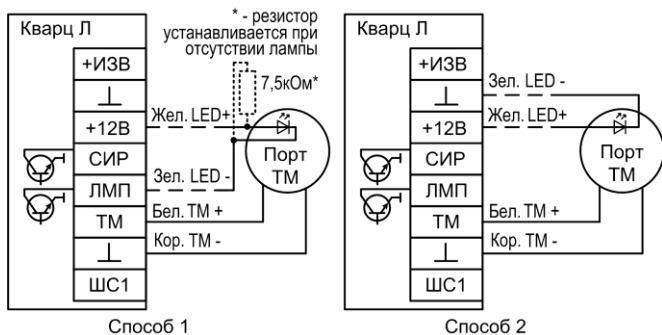 * - резистор
устанавливается при
отсутствии лампы
Кварц Л
+ИЗВ
⊥
+12В
СИР
ЛМП
ТМ
⊥
ШС1
7,5кОм*
Жел. LED+
Зел. LED -
Бел. ТМ +
Кор. ТМ -
Порт
ТМ
Способ 1
Кварц Л
+ИЗВ
⊥
+12В
СИР
ЛМП
ТМ
⊥
ШС1
Зел. LED -
Жел. LED+
Бел. ТМ +
Кор. ТМ -
Порт
ТМ
Способ 2